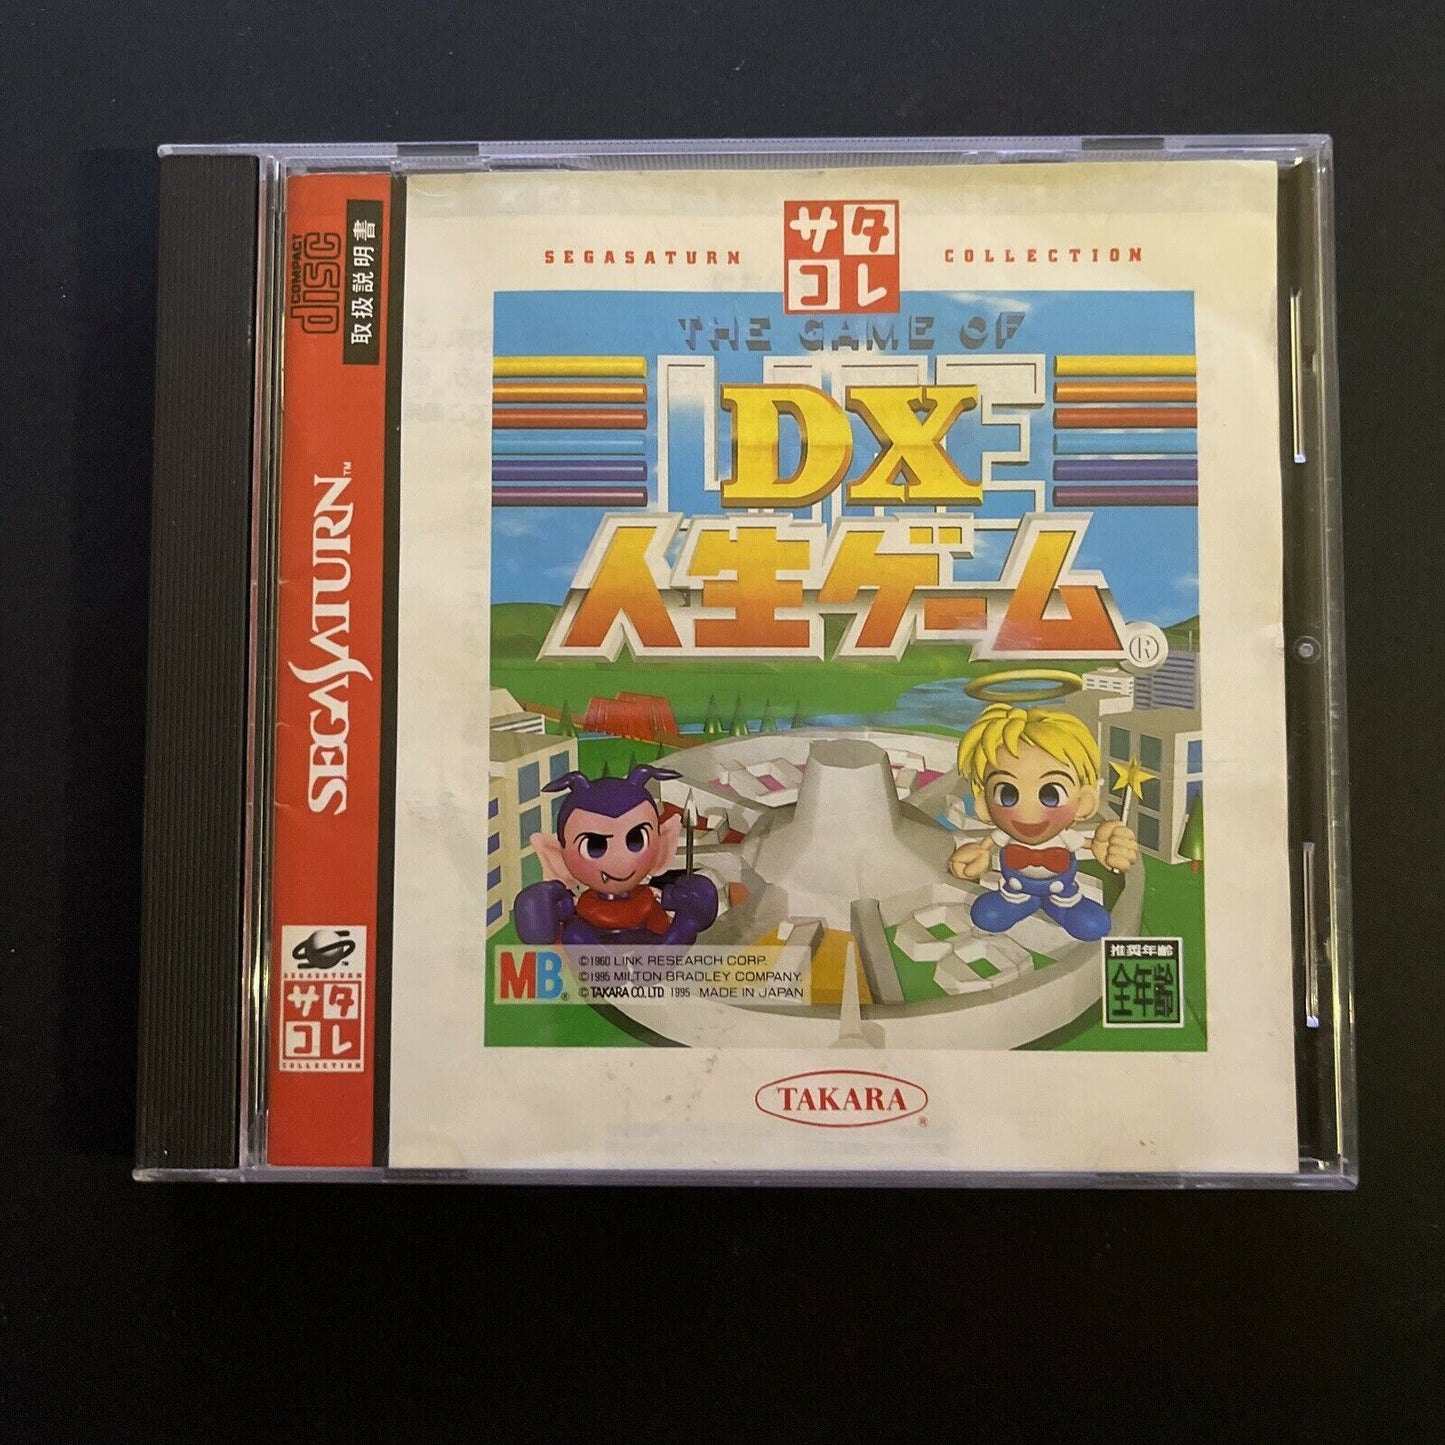 COMPACT
disc
取扱説明書
SEGASATURN™
SEGASATURN
サタ
コレ
COLLECTION
SEGASATURN サタ COLLECTION
コレ
THE GAME OF
LIFE
DX
人生ゲーム®
MB®
©1960 LINK RESEARCH CORP.
©1995 MILTON BRADLEY COMPANY.
©TAKARA CO.,LTD 1995 MADE IN JAPAN
推奨年齢
全年齢
TAKARA®